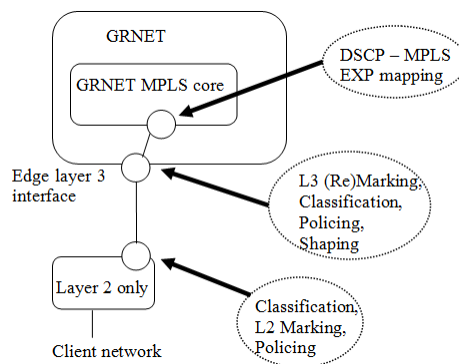 GRNET
DSCP – MPLS
EXP mapping
GRNET MPLS core
Edge layer 3
interface
L3 (Re)Marking,
Classification,
Policing,
Shaping
Layer 2 only
Classification,
L2 Marking,
Policing
Client network